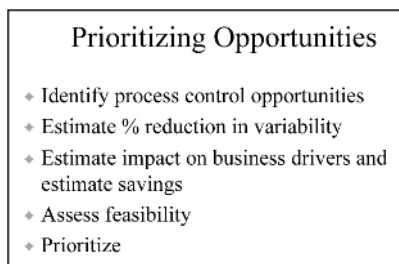 Prioritizing Opportunities
Identify process control opportunities
Estimate % reduction in variability
Estimate impact on business drivers and
estimate savings
Assess feasibility
Prioritize